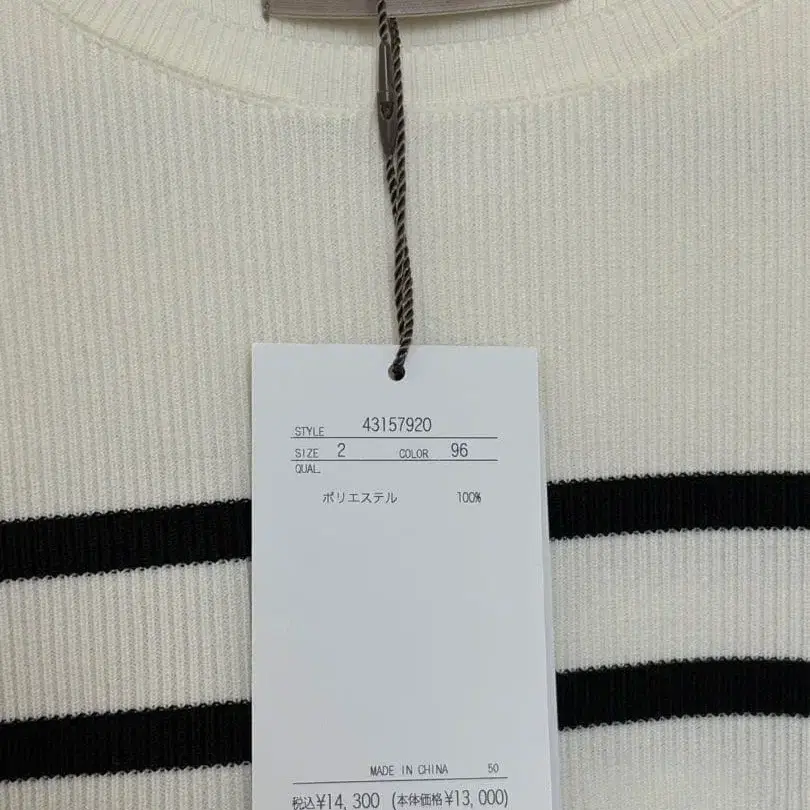 STYLE 43157920
SIZE 2 COLOR 96
QUAL.
ポリエステル 100%
MADE IN CHINA 50
税込¥14,300 (本体価格¥13,000)